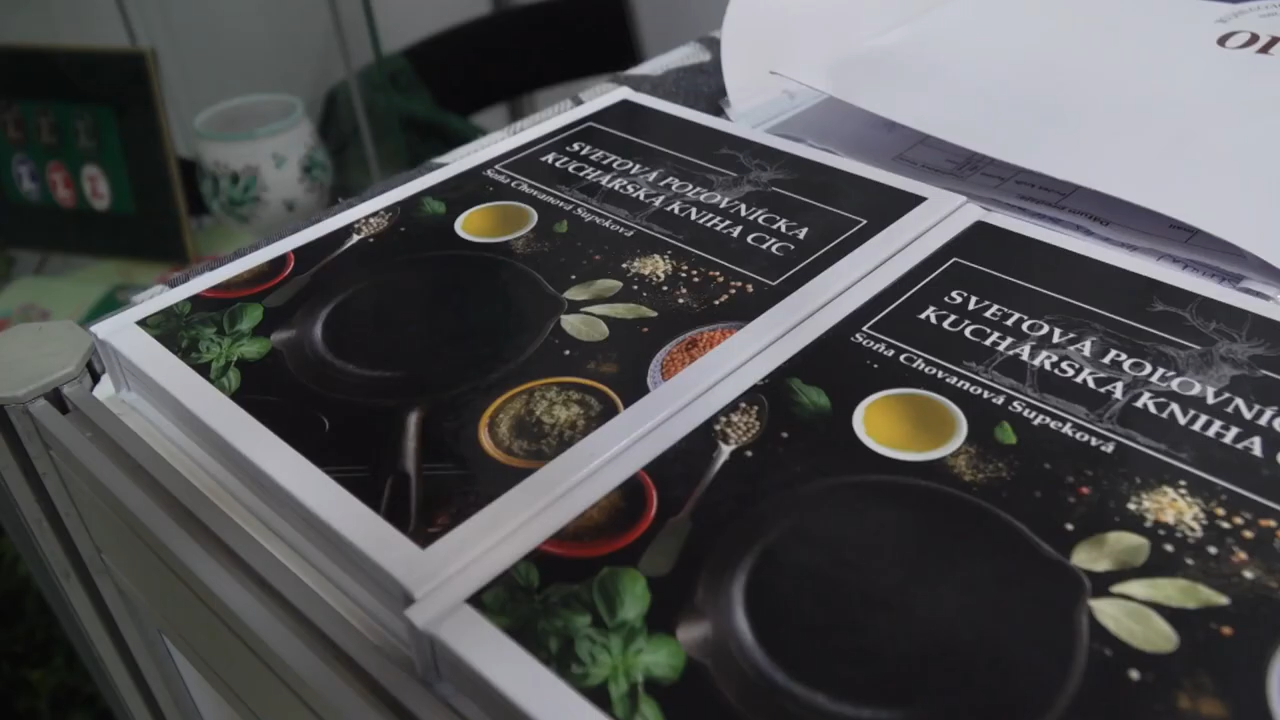 SVETOVÁ POĽOVNÍCKA
KUCHÁRSKA KNIHA CIC
Soňa Chovanová Supeková
SVETOVÁ POĽOVNÍC
KUCHÁRSKA KNIHA
Soňa Chovanová Supeková